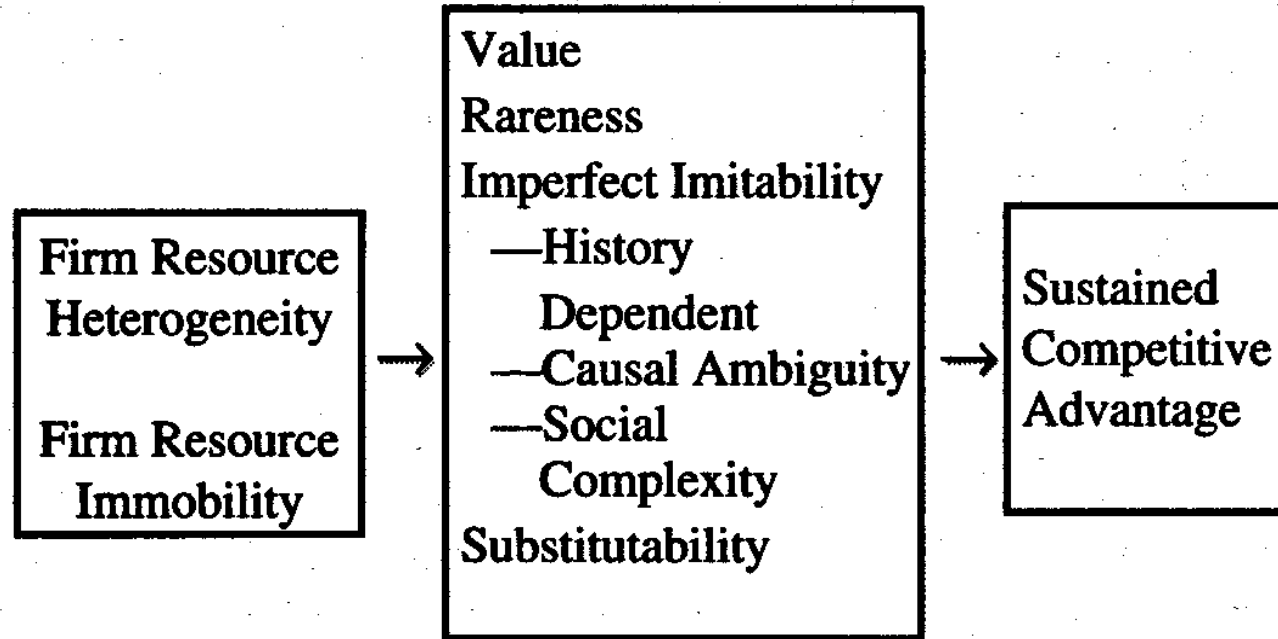 Firm Resource
Heterogeneity
Firm Resource
Immobility
Value
Rareness
Imperfect Imitability
—History
Dependent
—Causal Ambiguity
—Social
Complexity
Substitutability
Sustained
Competitive
Advantage